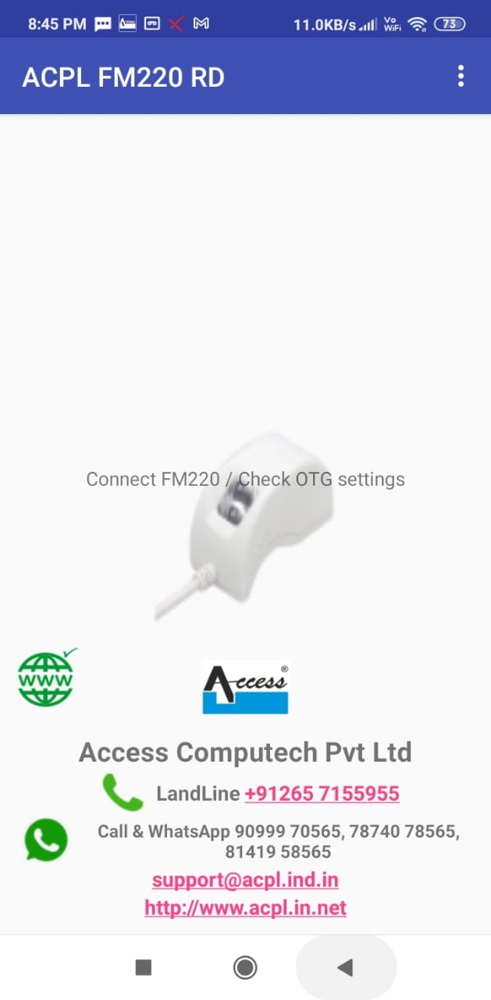 8:45 PM 11.0KB/s Vo WiFi 73
ACPL FM220 RD
Connect FM220 / Check OTG settings
WWW
Access®
Access Computech Pvt Ltd
LandLine +91265 7155955
Call & WhatsApp 90999 70565, 78740 78565,
81419 58565
support@acpl.ind.in
http://www.acpl.in.net